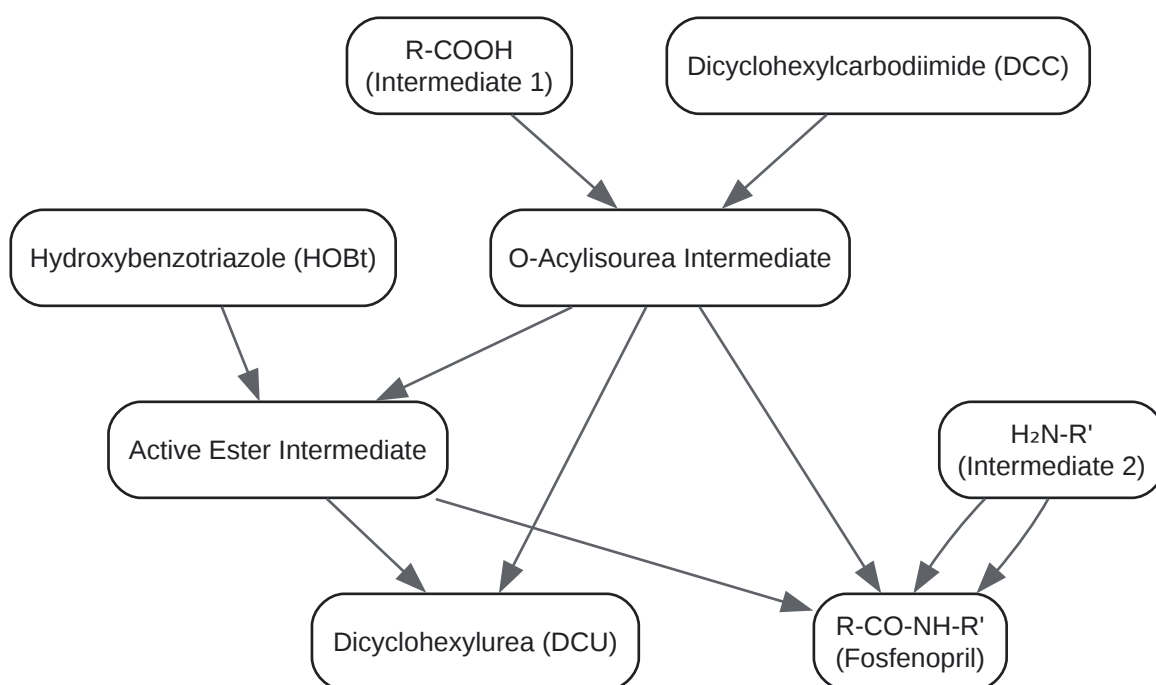 R-COOH
(Intermediate 1)
Dicyclohexylcarbodiimide (DCC)
Hydroxybenzotriazole (HOBt)
O-Acylisourea Intermediate
Active Ester Intermediate
H₂N-R'
(Intermediate 2)
Dicyclohexylurea (DCU)
R-CO-NH-R'
(Fosfenopril)